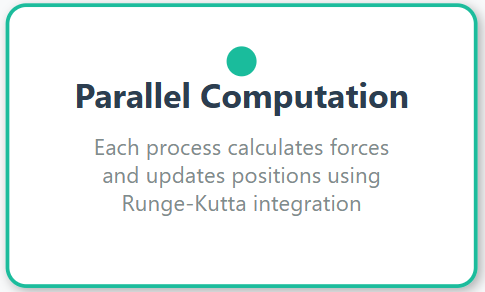 Parallel Computation
Each process calculates forces
and updates positions using
Runge-Kutta integration